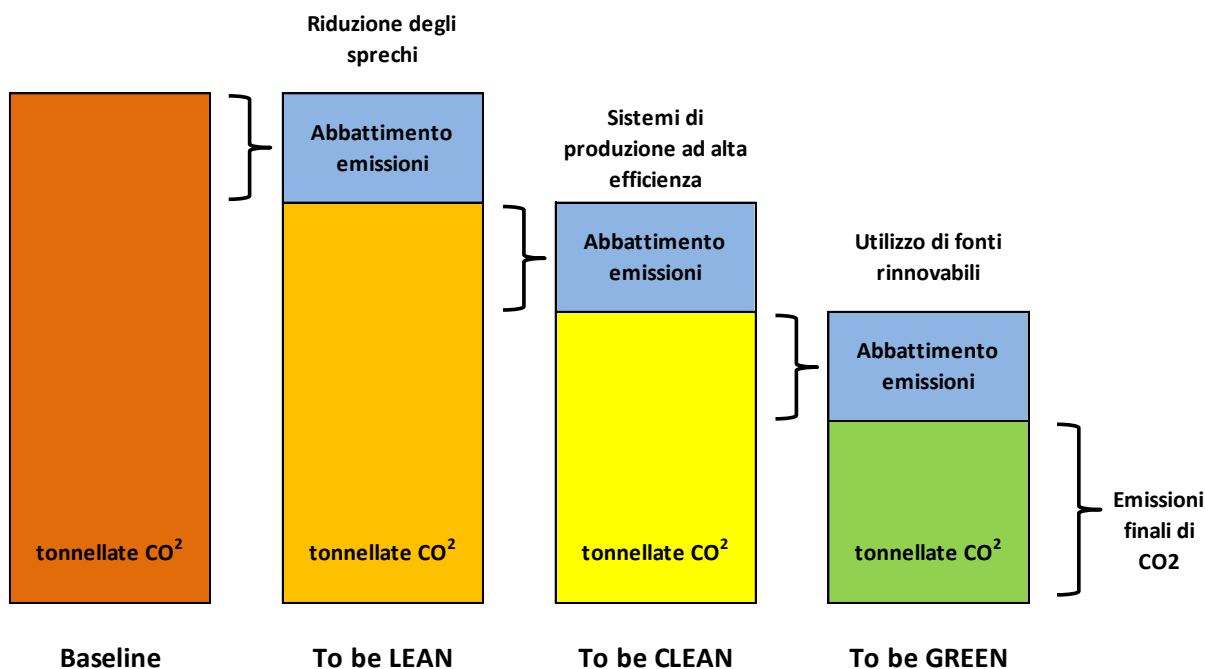 Riduzione degli
sprechi
Abbattimento
emissioni
Sistemi di
produzione ad alta
efficienza
Abbattimento
emissioni
Utilizzo di fonti
rinnovabili
Abbattimento
emissioni
tonnellate CO²
tonnellate CO²
tonnellate CO²
tonnellate CO²
Emissioni
finali di
CO2
Baseline
To be LEAN
To be CLEAN
To be GREEN